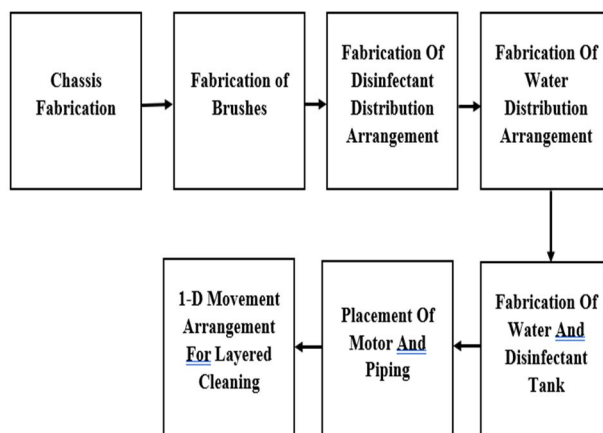 Chassis
Fabrication
Fabrication of
Brushes
Fabrication Of
Disinfectant
Distribution
Arrangement
Fabrication Of
Water
Distribution
Arrangement
Fabrication Of
Water And
Disinfectant
Tank
Placement Of
Motor And
Piping
1-D Movement
Arrangement
For Layered
Cleaning